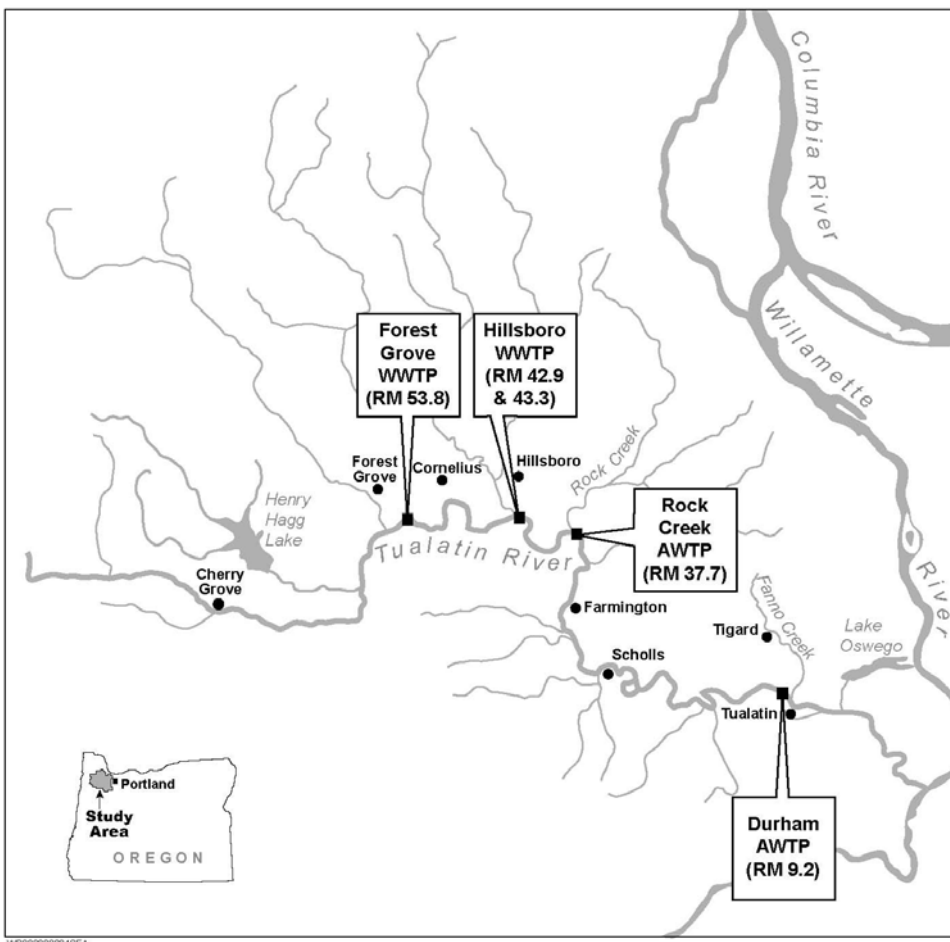 Columbia River
Willamette
River
Forest
Grove
WWTP
(RM 53.8)
Hillsboro
WWTP
(RM 42.9
& 43.3)
Forest
Grove
Cornelius
Hillsboro
Rock Creek
Henry
Hagg
Lake
Tualatin River
Rock
Creek
AWTP
(RM 37.7)
Cherry
Grove
Farmington
Fanno Creek
Tigard
Lake
Oswego
Scholls
Tualatin
Portland
Study
Area
OREGON
Durham
AWTP
(RM 9.2)